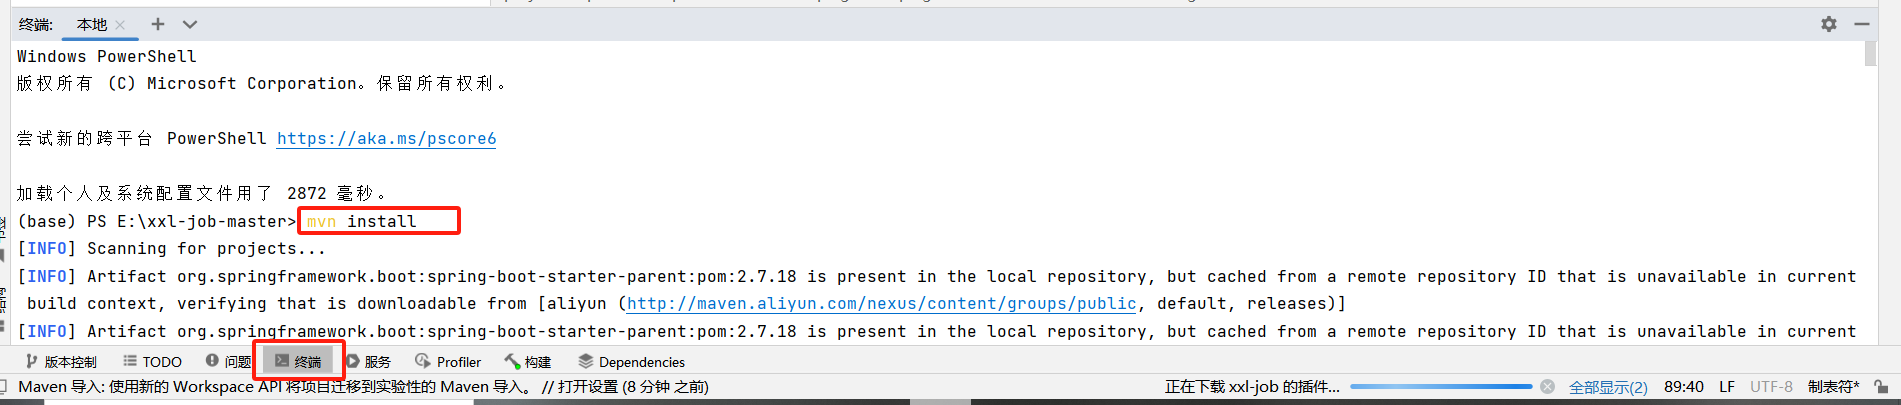 终端: 本地
Windows PowerShell
版权所有 (C) Microsoft Corporation。保留所有权利。
尝试新的跨平台 PowerShell https://aka.ms/pscore6
加载个人及系统配置文件用了 2872 毫秒。
(base) PS E:\xxl-job-master> mvn install
[INFO] Scanning for projects...
[INFO] Artifact org.springframework.boot:spring-boot-starter-parent:pom:2.7.18 is present in the local repository, but cached from a remote repository ID that is unavailable in current
build context, verifying that is downloadable from [aliyun (http://maven.aliyun.com/nexus/content/groups/public, default, releases)]
[INFO] Artifact org.springframework.boot:spring-boot-starter-parent:pom:2.7.18 is present in the local repository, but cached from a remote repository ID that is unavailable in current
版本控制 TODO 问题 终端 服务 Profiler 构建 Dependencies
Maven 导入: 使用新的 Workspace API 将项目迁移到实验性的 Maven 导入。 // 打开设置 (8 分钟 之前) 正在下载 xxl-job 的插件... 全部显示(2) 89:40 LF UTF-8 制表符*